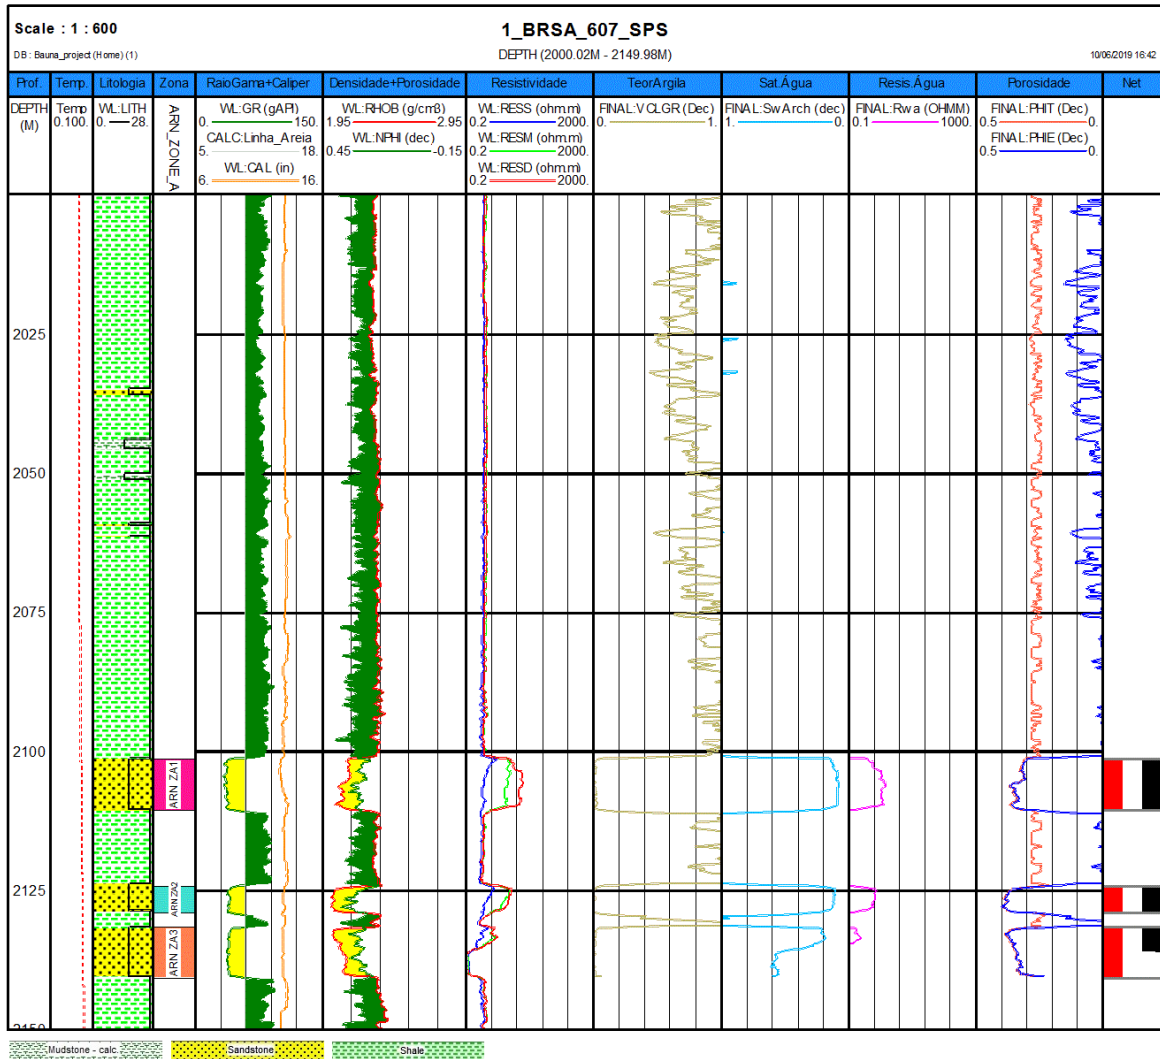 Scale : 1 : 600
1_BRSA_607_SPS
DB : Bauna_project (Home) (1)
DEPTH (2000.02M - 2149.98M)
10/06/2019 16:42
Prof. Temp. Litologia Zona RaioGama+Caliper Densidade+Porosidade Resistividade TeorArgila Sat.Água Resis.Água Porosidade Net
DEPTH (M)
Temp
0. 100.
WL:LITH
0. 28.
ARN_ZONE_A
WL:GR (gAPI)
0. 150.
CALC:Linha_Areia
5. 18.
WL:CAL (in)
6. 16.
WL:RHOB (g/cm3)
1.95 2.95
WL:NPHI (dec)
0.45 -0.15
WL:RESS (ohm.m)
0.2 2000.
WL:RESM (ohm.m)
0.2 2000.
WL:RESD (ohm.m)
0.2 2000.
FINAL:VCLGR (Dec)
0. 1.
FINAL:SwArch (dec)
1. 0.
FINAL:Rwa (OHMM)
0.1 1000.
FINAL:PHIT (Dec)
0.5 0.
FINAL:PHIE (Dec)
0.5 0.
2025
2050
2075
2100
ARN ZA1
2125
ARN ZA2
ARN ZA3
2150
Mudstone - calc.
Sandstone
Shale